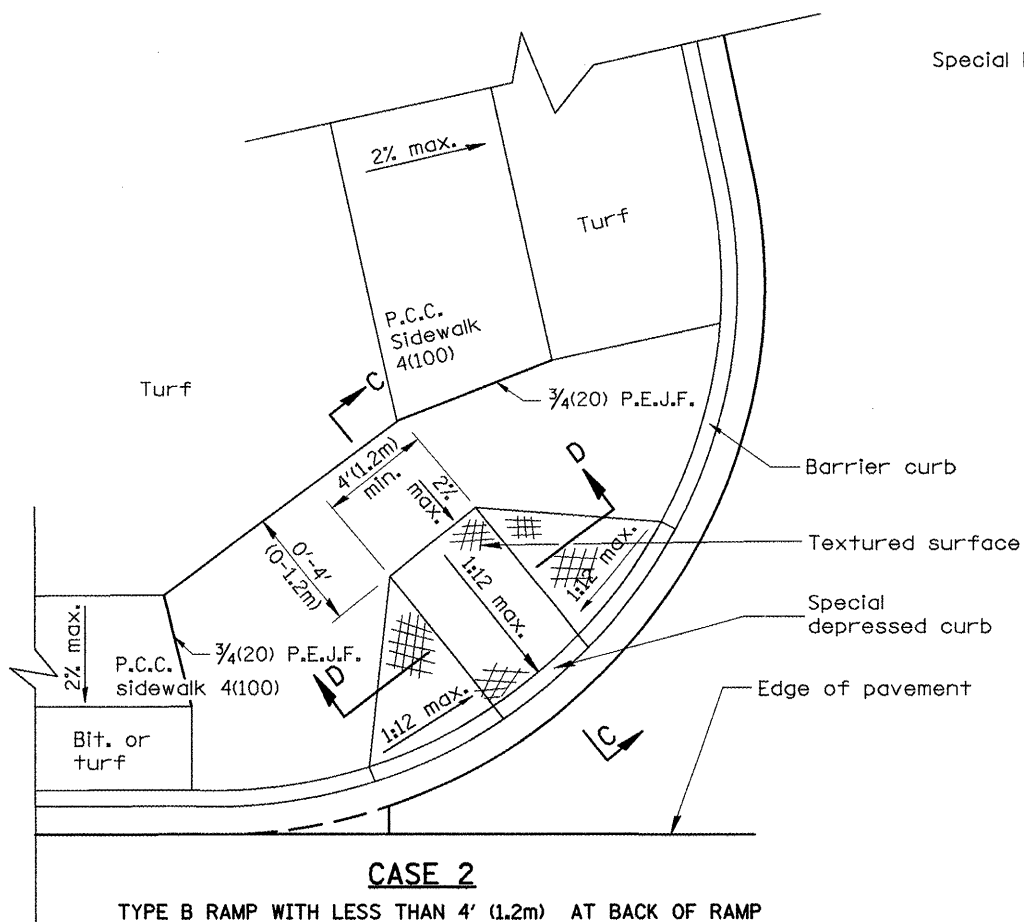 Special
2% max.
Turf
P.C.C.
Sidewalk
4(100)
Turf
C
3/4(20) P.E.J.F.
4'(1.2m)
min.
2%
max.
D
Barrier curb
0'-4'
(0-1.2m)
Textured surface
1:12 max.
1:12 max.
Special
depressed curb
2% max.
P.C.C.
sidewalk 4(100)
3/4(20) P.E.J.F.
D
1:12 max.
Edge of pavement
C
Bit. or
turf
CASE 2
TYPE B RAMP WITH LESS THAN 4' (1.2m) AT BACK OF RAMP